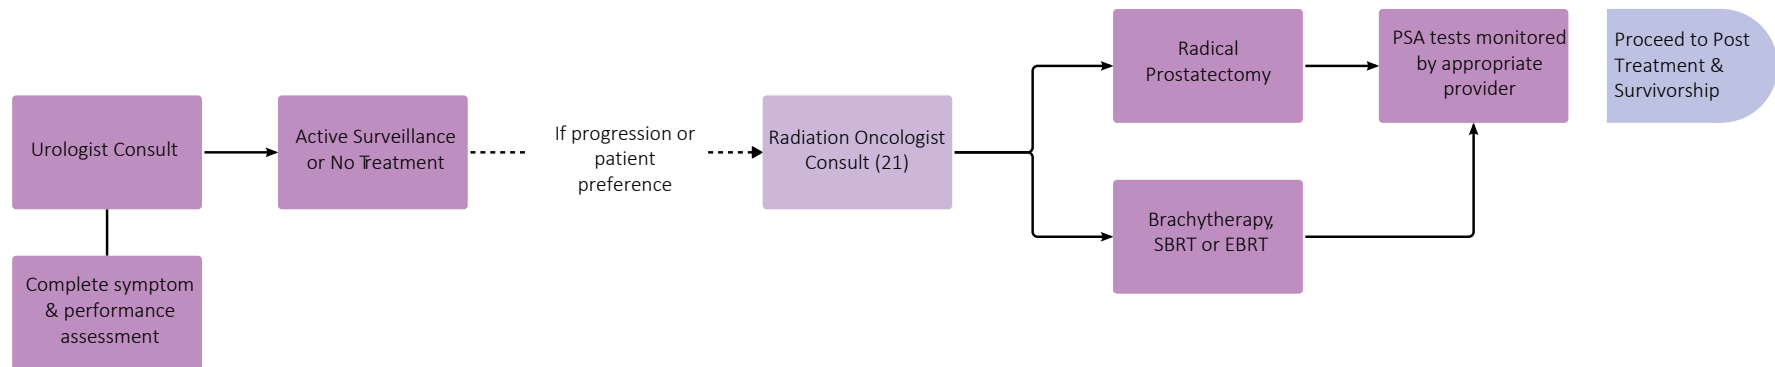 Urologist Consult
Complete symptom
& performance
assessment
Active Surveillance
or No Treatment
If progression or
patient
preference
Radiation Oncologist
Consult (21)
Radical
Prostatectomy
Brachytherapy,
SBRT or EBRT
PSA tests monitored
by appropriate
provider
Proceed to Post
Treatment &
Survivorship